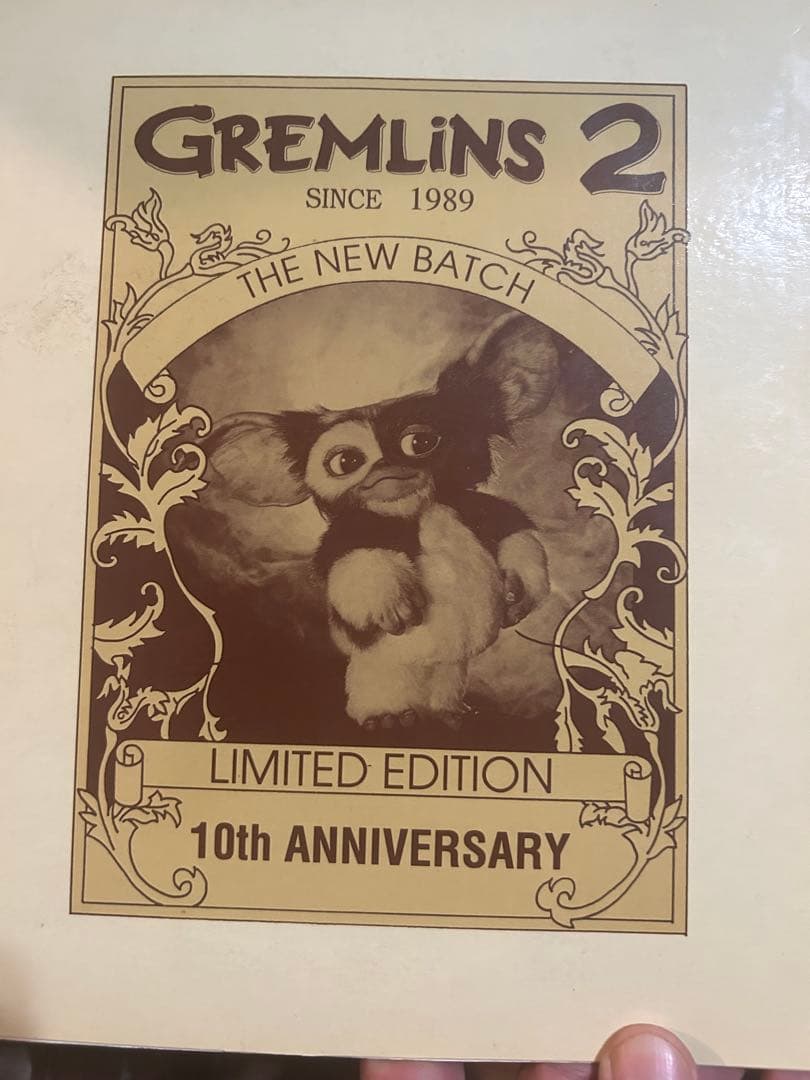 GREMLiNS 2
SINCE 1989
THE NEW BATCH
LIMITED EDITION
10th ANNIVERSARY